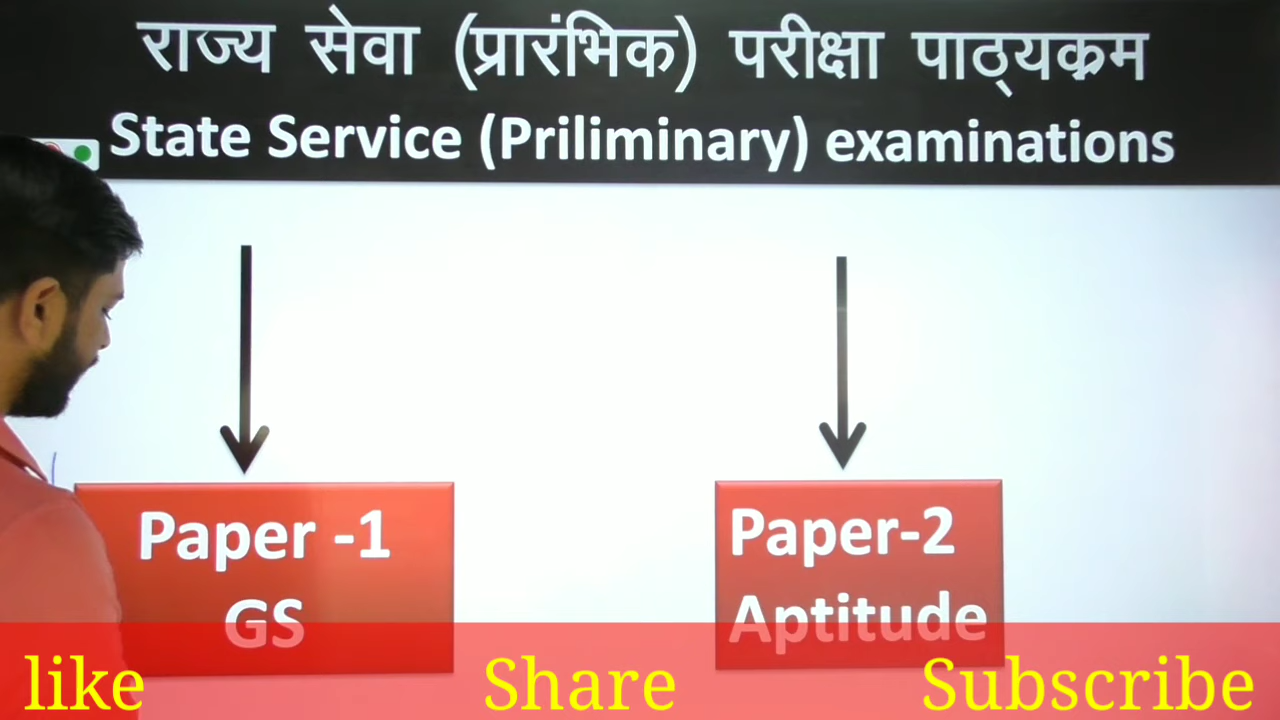 राज्य सेवा (प्रारंभिक) परीक्षा पाठ्यक्रम
State Service (Priliminary) examinations
Paper -1
GS
Paper-2
Aptitude
like Share Subscribe